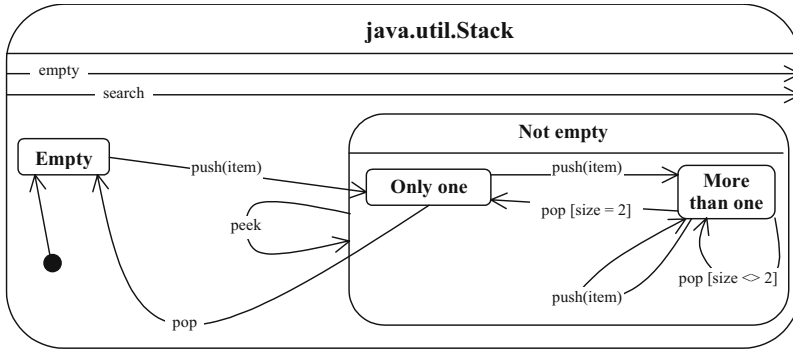 java.util.Stack
empty
search
Not empty
Empty
push(item)
Only one
push(item)
More
than one
pop [size = 2]
peek
pop [size <> 2]
push(item)
pop